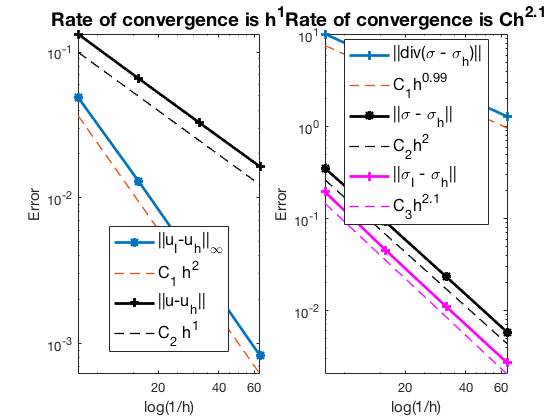 Rate of convergence is h^1
Rate of convergence is Ch^2.1
10^-1
10^-2
10^-3
Error
20 40 60
log(1/h)
||u_I-u_h||_∞
C_1 h^2
||u-u_h||
C_2 h^1
10^1
10^0
10^-1
10^-2
Error
20 40 60
log(1/h)
||div(σ - σ_h)||
C_1h^0.99
||σ - σ_h||
C_2h^2
||σ_I - σ_h||
C_3h^2.1